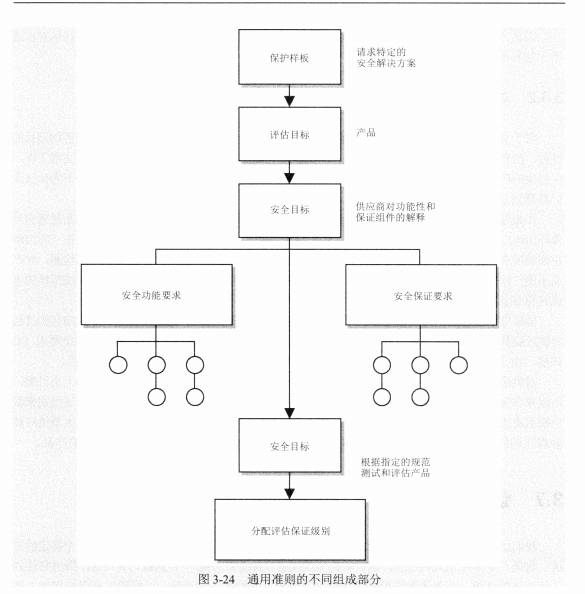 保护样板
请求特定的
安全解决方案
评估目标
产品
安全目标
供应商对功能性和
保证组件的解释
安全功能要求
安全保证要求
安全目标
根据指定的规范
测试和评估产品
分配评估保证级别
图 3-24 通用准则的不同组成部分